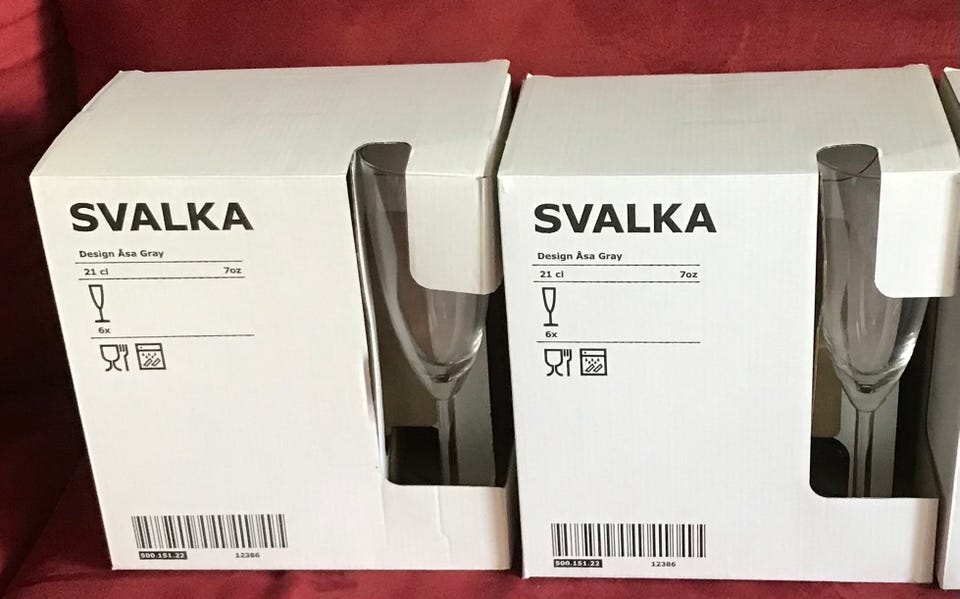 SVALKA
Design Åsa Gray
21 cl 7oz
6x
500.151.22 12386
SVALKA
Design Åsa Gray
21 cl 7oz
6x
500.151.22 12386